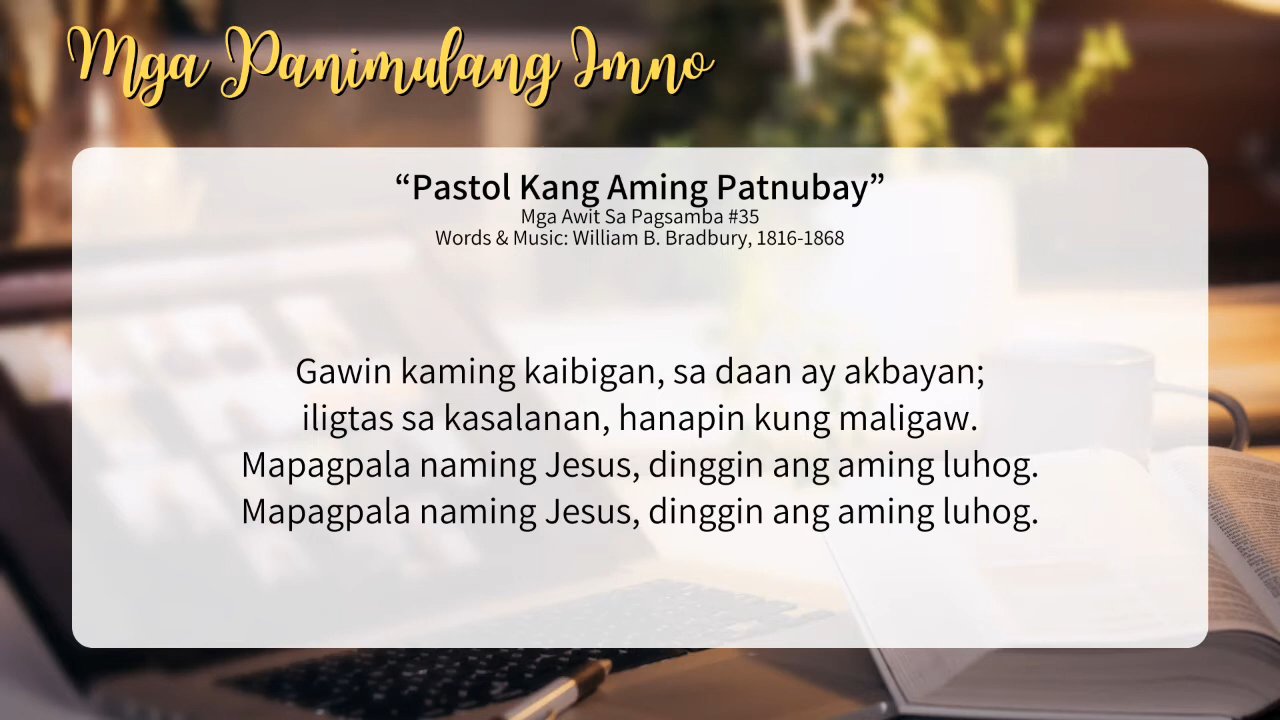 Mga Panimulang Imno
“Pastol Kang Aming Patnubay”
Mga Awit Sa Pagsamba #35
Words & Music: William B. Bradbury, 1816-1868
Gawin kaming kaibigan, sa daan ay akbayan;
iligtas sa kasalanan, hanapin kung maligaw.
Mapagpala naming Jesus, dinggin ang aming luhog.
Mapagpala naming Jesus, dinggin ang aming luhog.